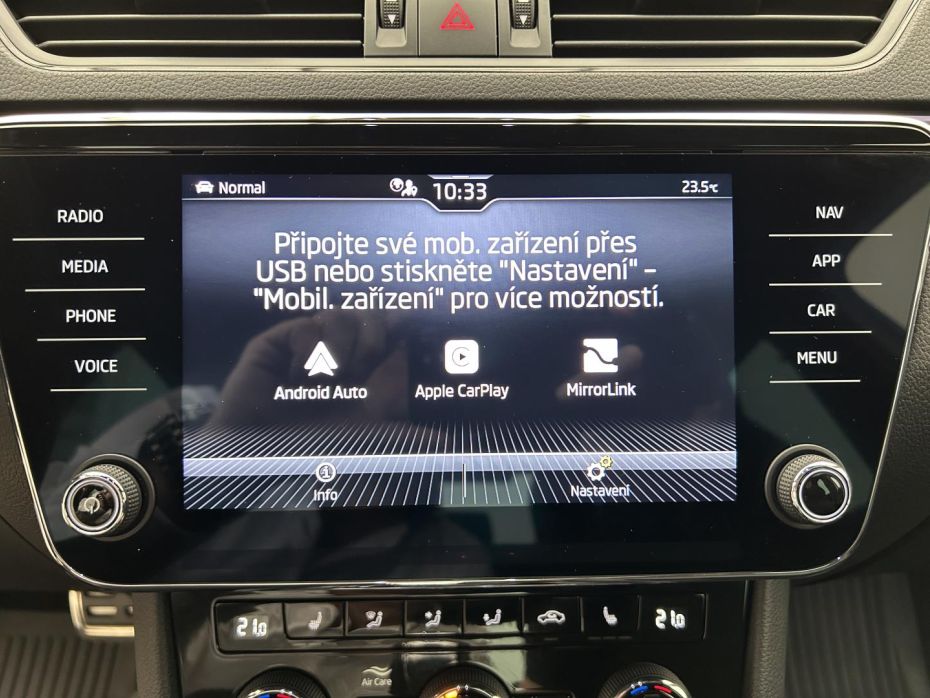 Normal
10:33
23.5°C
RADIO
MEDIA
PHONE
VOICE
NAV
APP
CAR
MENU
Připojte své mob. zařízení přes
USB nebo stiskněte "Nastavení" –
"Mobil. zařízení" pro více možností.
Android Auto
Apple CarPlay
MirrorLink
Info
Nastavení
21.0
21.0
Air Care